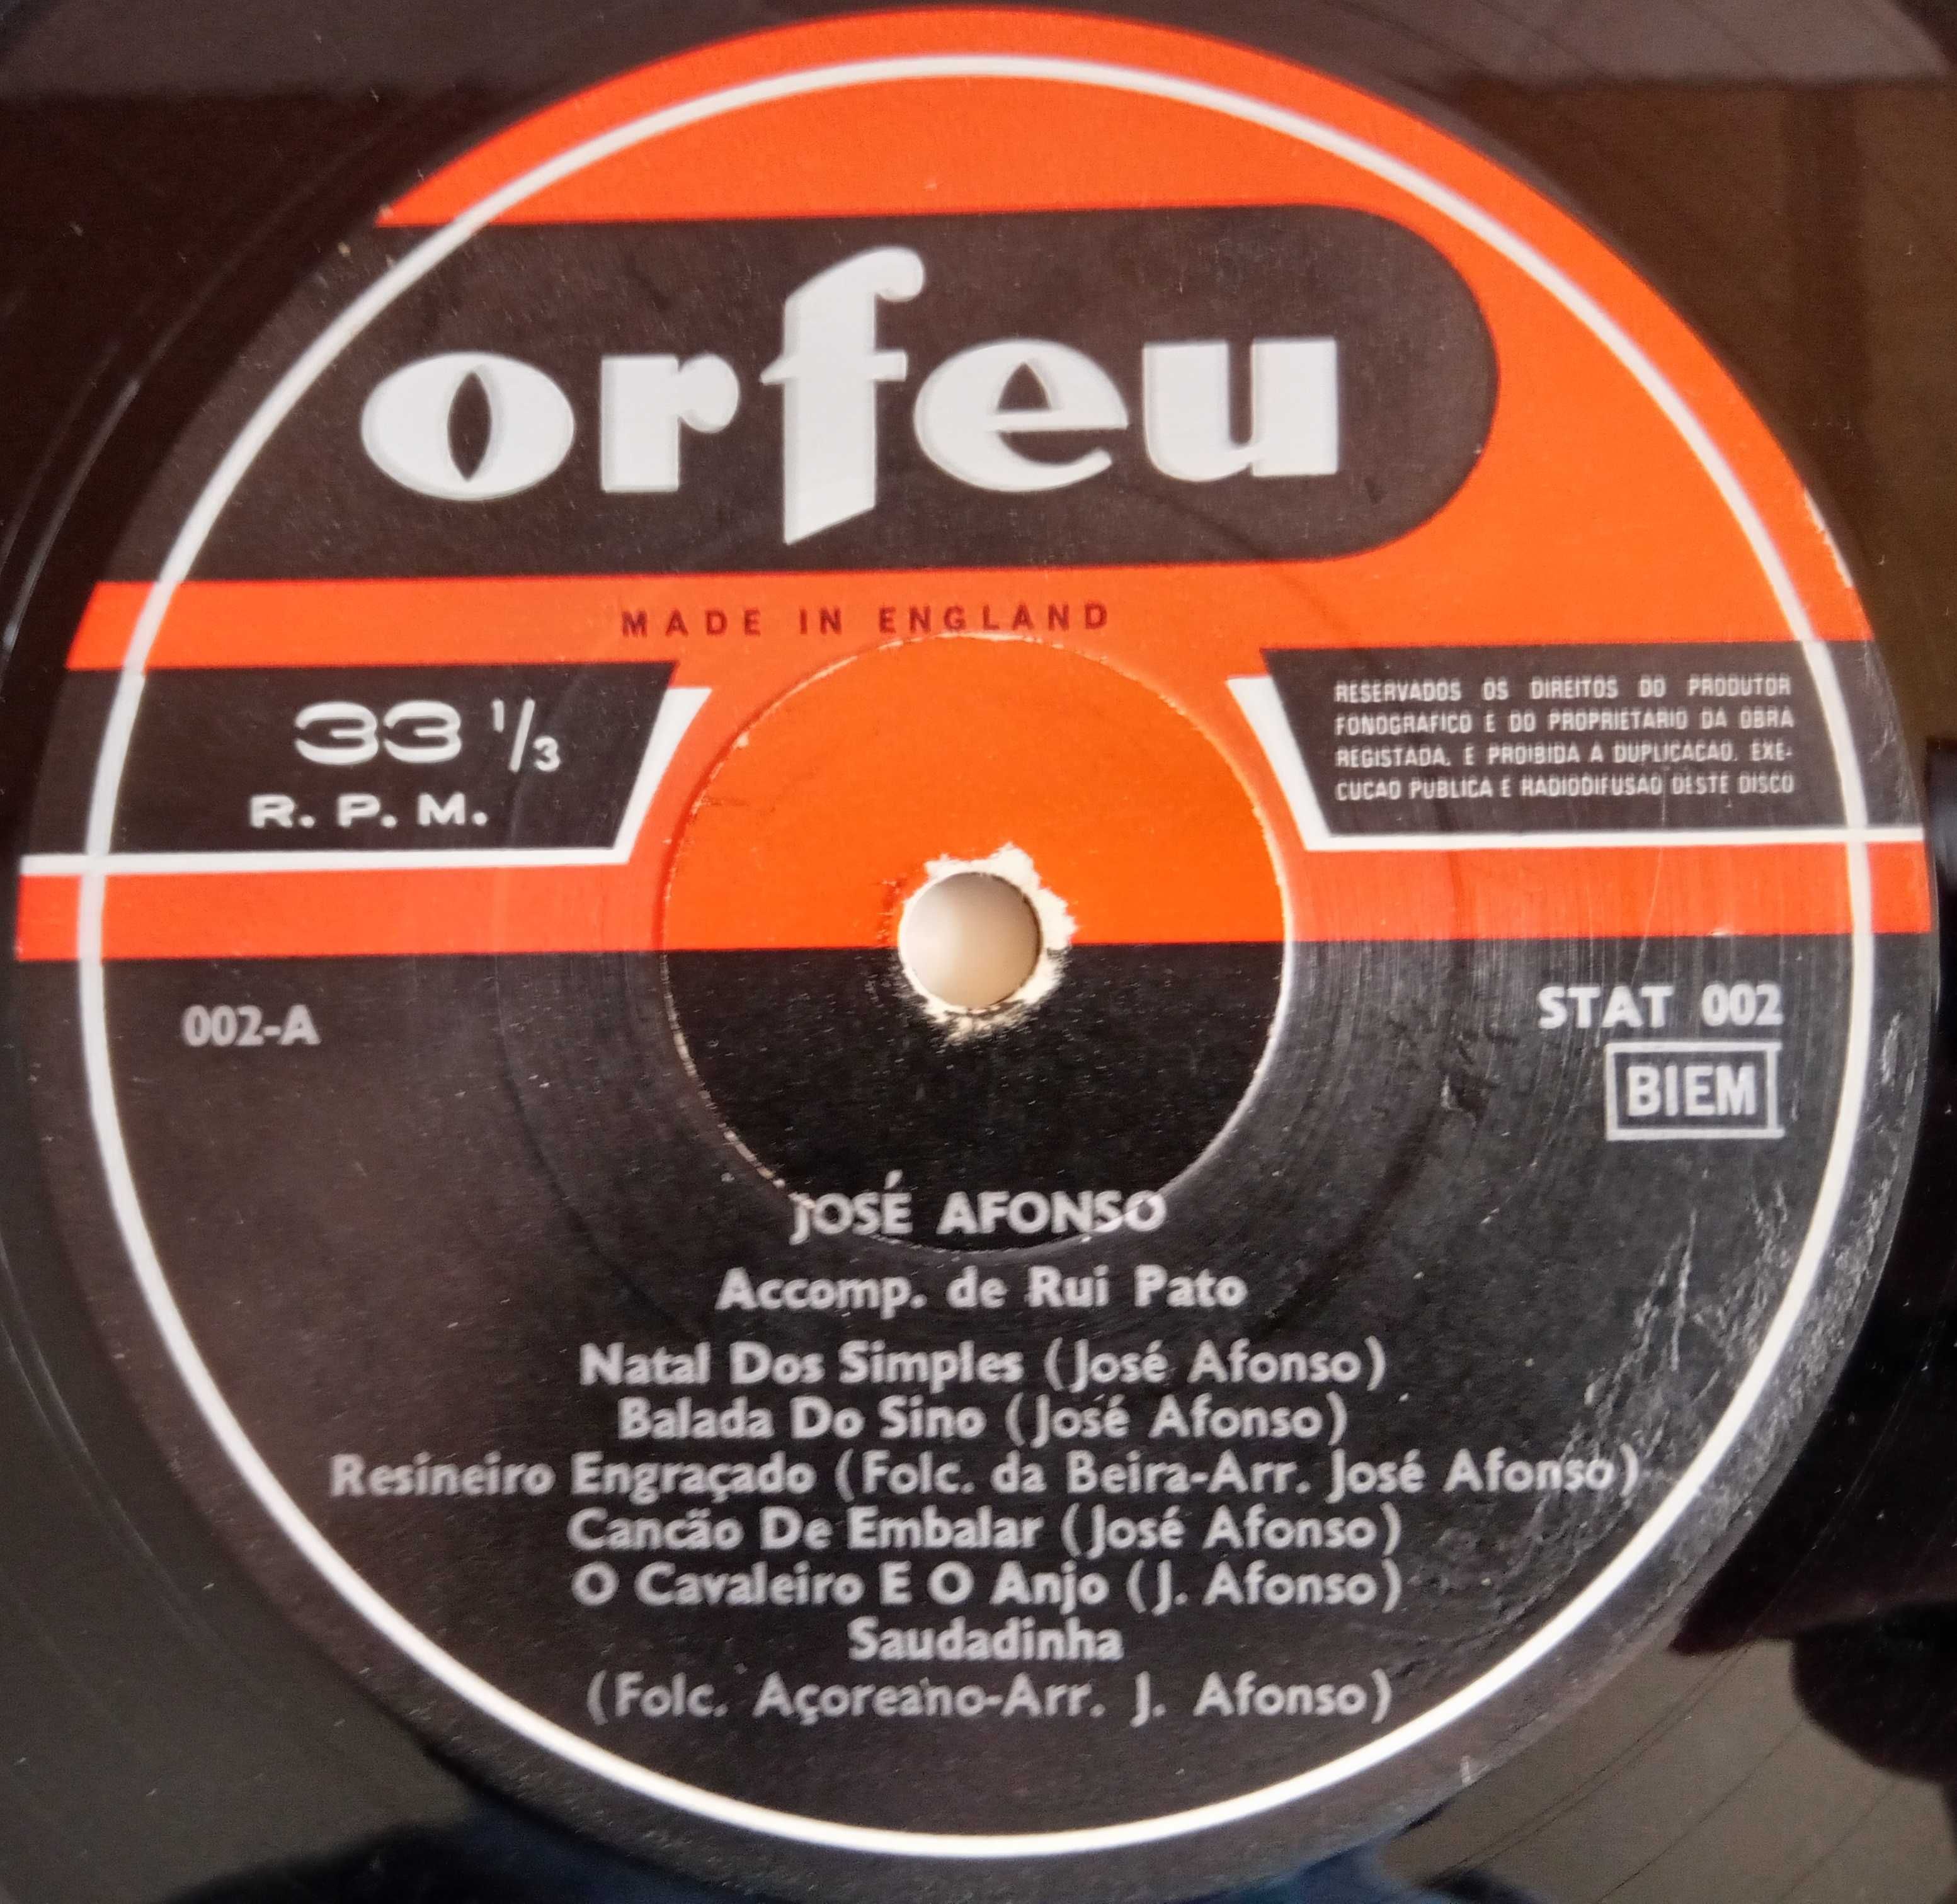 orfeu
MADE IN ENGLAND
33 1/3
R. P. M.
RESERVADOS OS DIREITOS DO PRODUTOR
FONOGRAFICO E DO PROPRIETARIO DA OBRA
REGISTADA. E PROIBIDA A DUPLICACAO. EXE-
CUCAO PUBLICA E RADIODIFUSAO DESTE DISCO
002-A
STAT 002
BIEM
JOSÉ AFONSO
Accomp. de Rui Pato
Natal Dos Simples (José Afonso)
Balada Do Sino (José Afonso)
Resineiro Engraçado (Folc. da Beira-Arr. José Afonso)
Cancão De Embalar (José Afonso)
O Cavaleiro E O Anjo (J. Afonso)
Saudadinha
(Folc. Açoreano-Arr. J. Afonso)